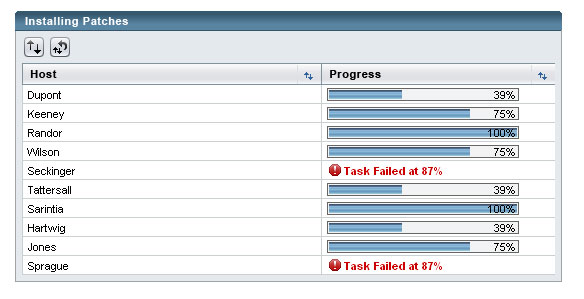 Installing Patches
Host Progress
Dupont 39%
Keeney 75%
Randor 100%
Wilson 75%
Seckinger Task Failed at 87%
Tattersall 39%
Sarintia 100%
Hartwig 39%
Jones 75%
Sprague Task Failed at 87%